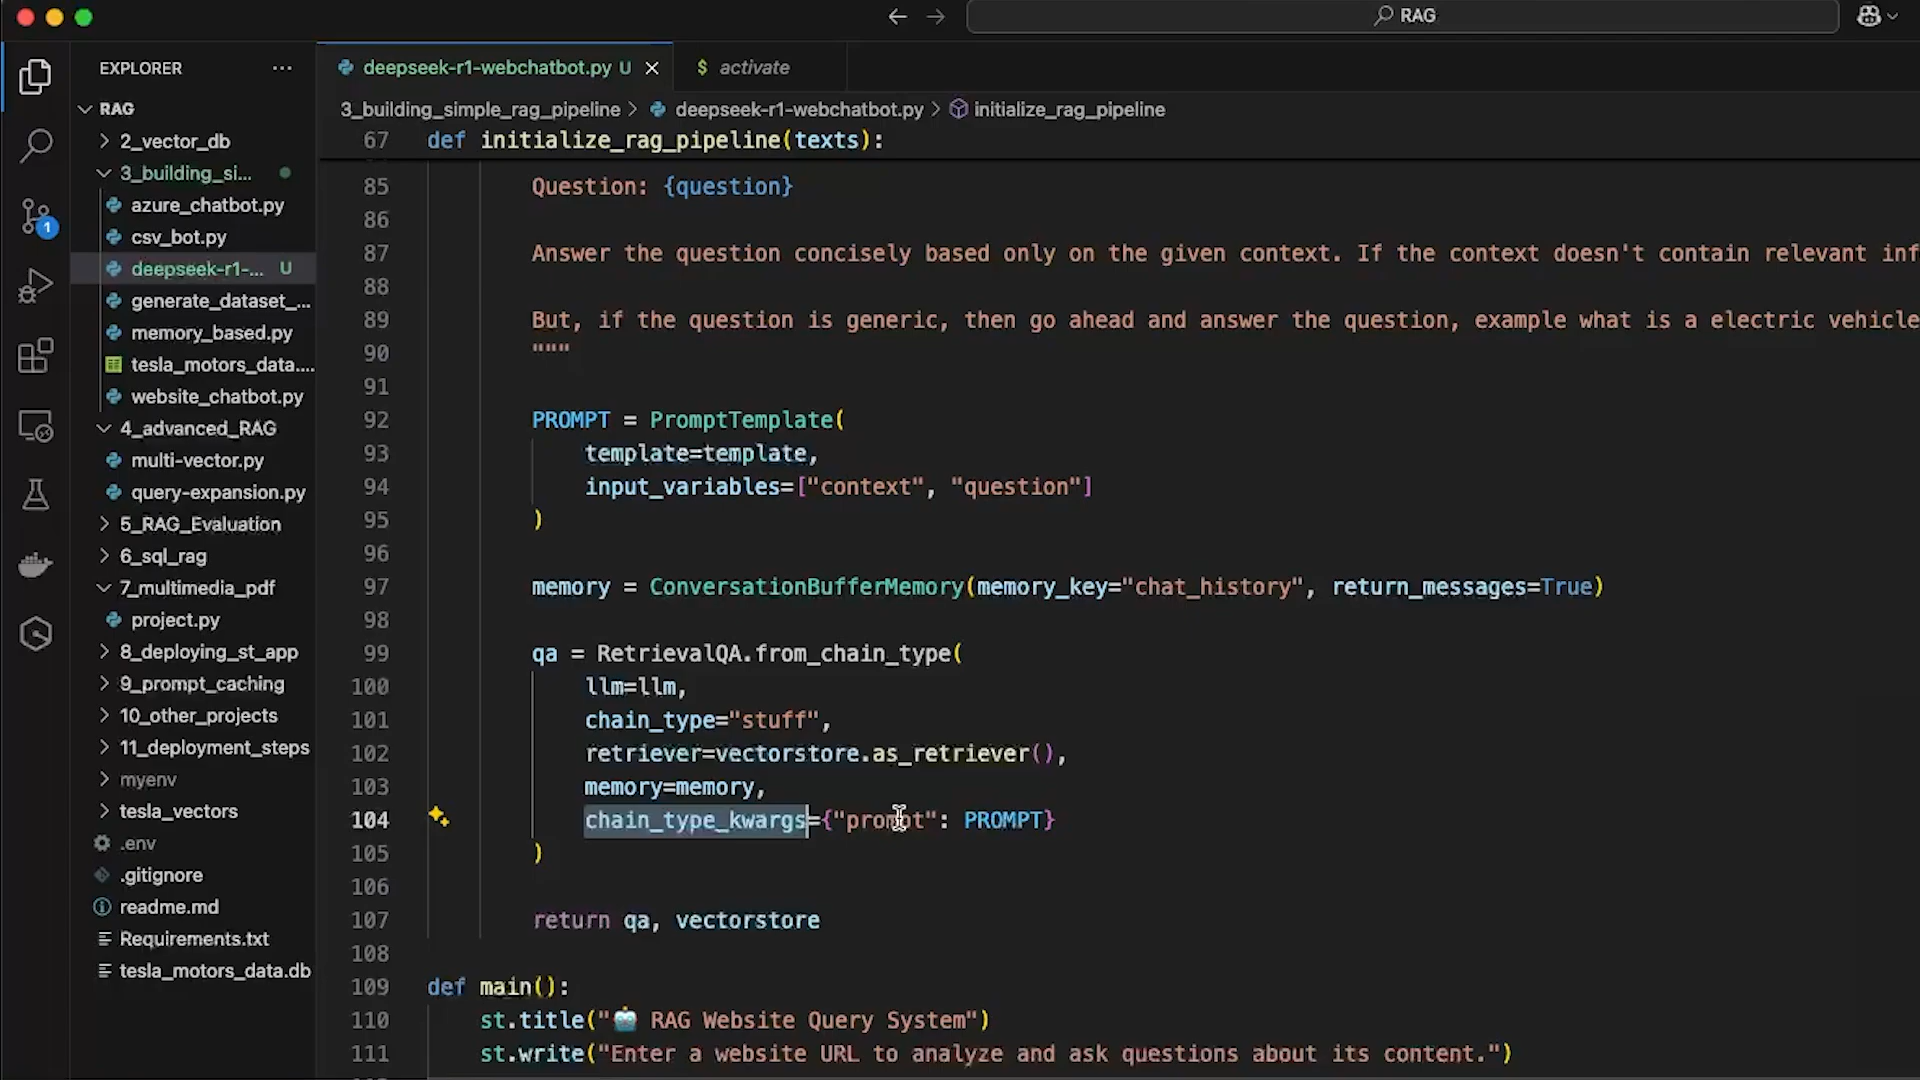 RAG
EXPLORER
deepseek-r1-webchatbot.py U
$ activate
RAG
3_building_simple_rag_pipeline > deepseek-r1-webchatbot.py > initialize_rag_pipeline
2_vector_db
3_building_si...
azure_chatbot.py
csv_bot.py
deepseek-r1-... U
generate_dataset_...
memory_based.py
tesla_motors_data....
website_chatbot.py
4_advanced_RAG
multi-vector.py
query-expansion.py
5_RAG_Evaluation
6_sql_rag
7_multimedia_pdf
project.py
8_deploying_st_app
9_prompt_caching
10_other_projects
11_deployment_steps
myenv
tesla_vectors
.env
.gitignore
readme.md
Requirements.txt
tesla_motors_data.db
1
67 def initialize_rag_pipeline(texts):
85 Question: {question}
86
87 Answer the question concisely based only on the given context. If the context doesn't contain relevant inf
88
89 But, if the question is generic, then go ahead and answer the question, example what is a electric vehicle
90 """
91
92 PROMPT = PromptTemplate(
93 template=template,
94 input_variables=["context", "question"]
95 )
96
97 memory = ConversationBufferMemory(memory_key="chat_history", return_messages=True)
98
99 qa = RetrievalQA.from_chain_type(
100 llm=llm,
101 chain_type="stuff",
102 retriever=vectorstore.as_retriever(),
103 memory=memory,
104 chain_type_kwargs={"prompt": PROMPT}
105 )
106
107 return qa, vectorstore
108
109 def main():
110 st.title("🤖 RAG Website Query System")
111 st.write("Enter a website URL to analyze and ask questions about its content.")